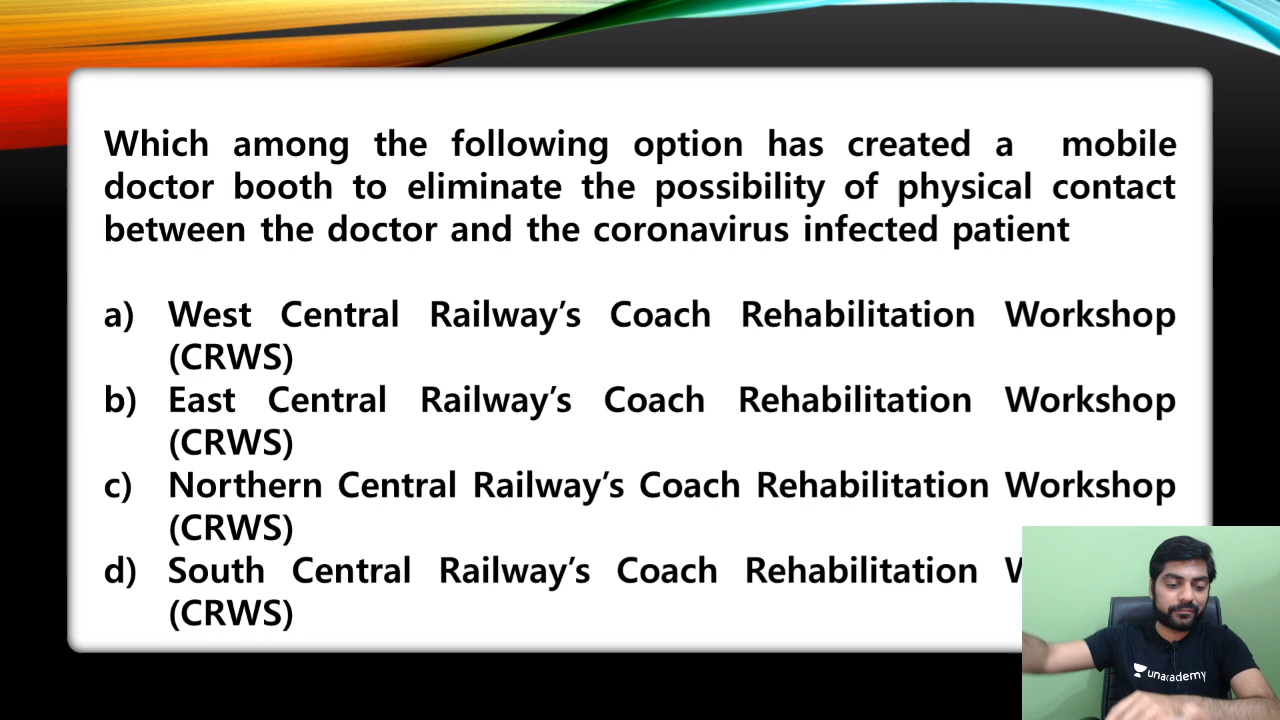 Which among the following option has created a mobile
doctor booth to eliminate the possibility of physical contact
between the doctor and the coronavirus infected patient
a) West Central Railway’s Coach Rehabilitation Workshop
(CRWS)
b) East Central Railway’s Coach Rehabilitation Workshop
(CRWS)
c) Northern Central Railway’s Coach Rehabilitation Workshop
(CRWS)
d) South Central Railway’s Coach Rehabilitation
(CRWS)
unacademy